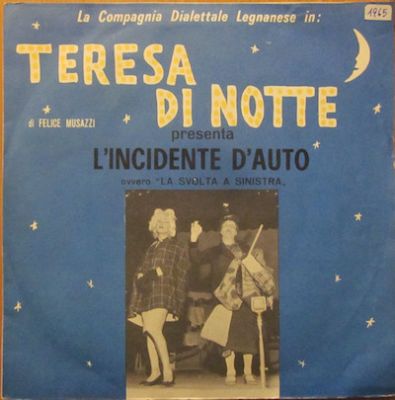 La Compagnia Dialettale Legnanese in:
1965
TERESA
DI NOTTE
di FELICE MUSAZZI
presenta
L'INCIDENTE D'AUTO
ovvero "LA SVOLTA A SINISTRA„